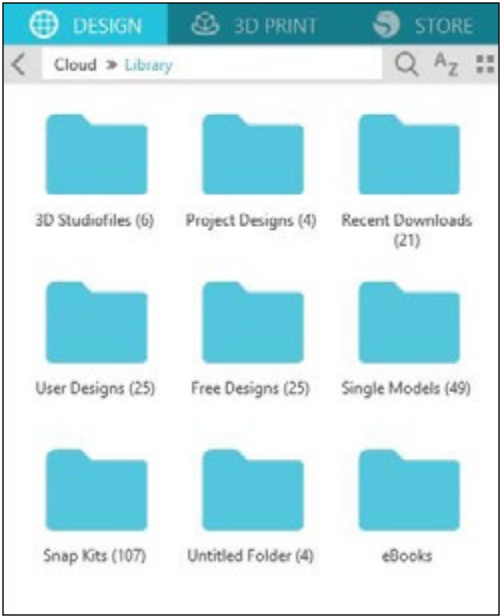 DESIGN 3D PRINT STORE
Cloud » Library AZ
3D Studiofiles (6) Project Designs (4) Recent Downloads
(21)
User Designs (25) Free Designs (25) Single Models (49)
Snap Kits (107) Untitled Folder (4) eBooks